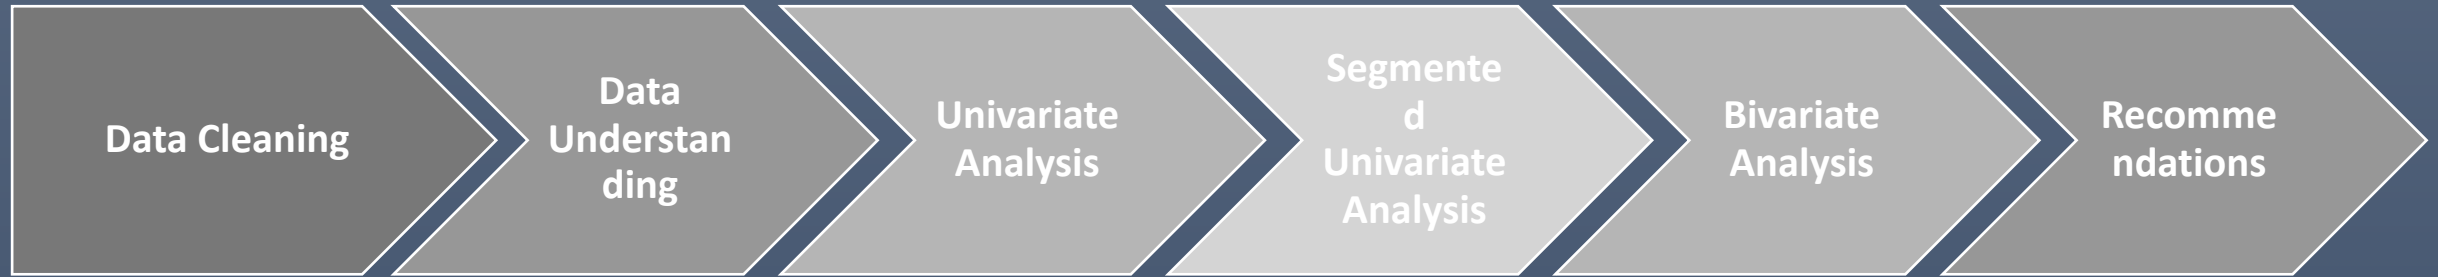 Data Cleaning
Data
Understan
ding
Univariate
Analysis
Segmente
d
Univariate
Analysis
Bivariate
Analysis
Recomme
ndations